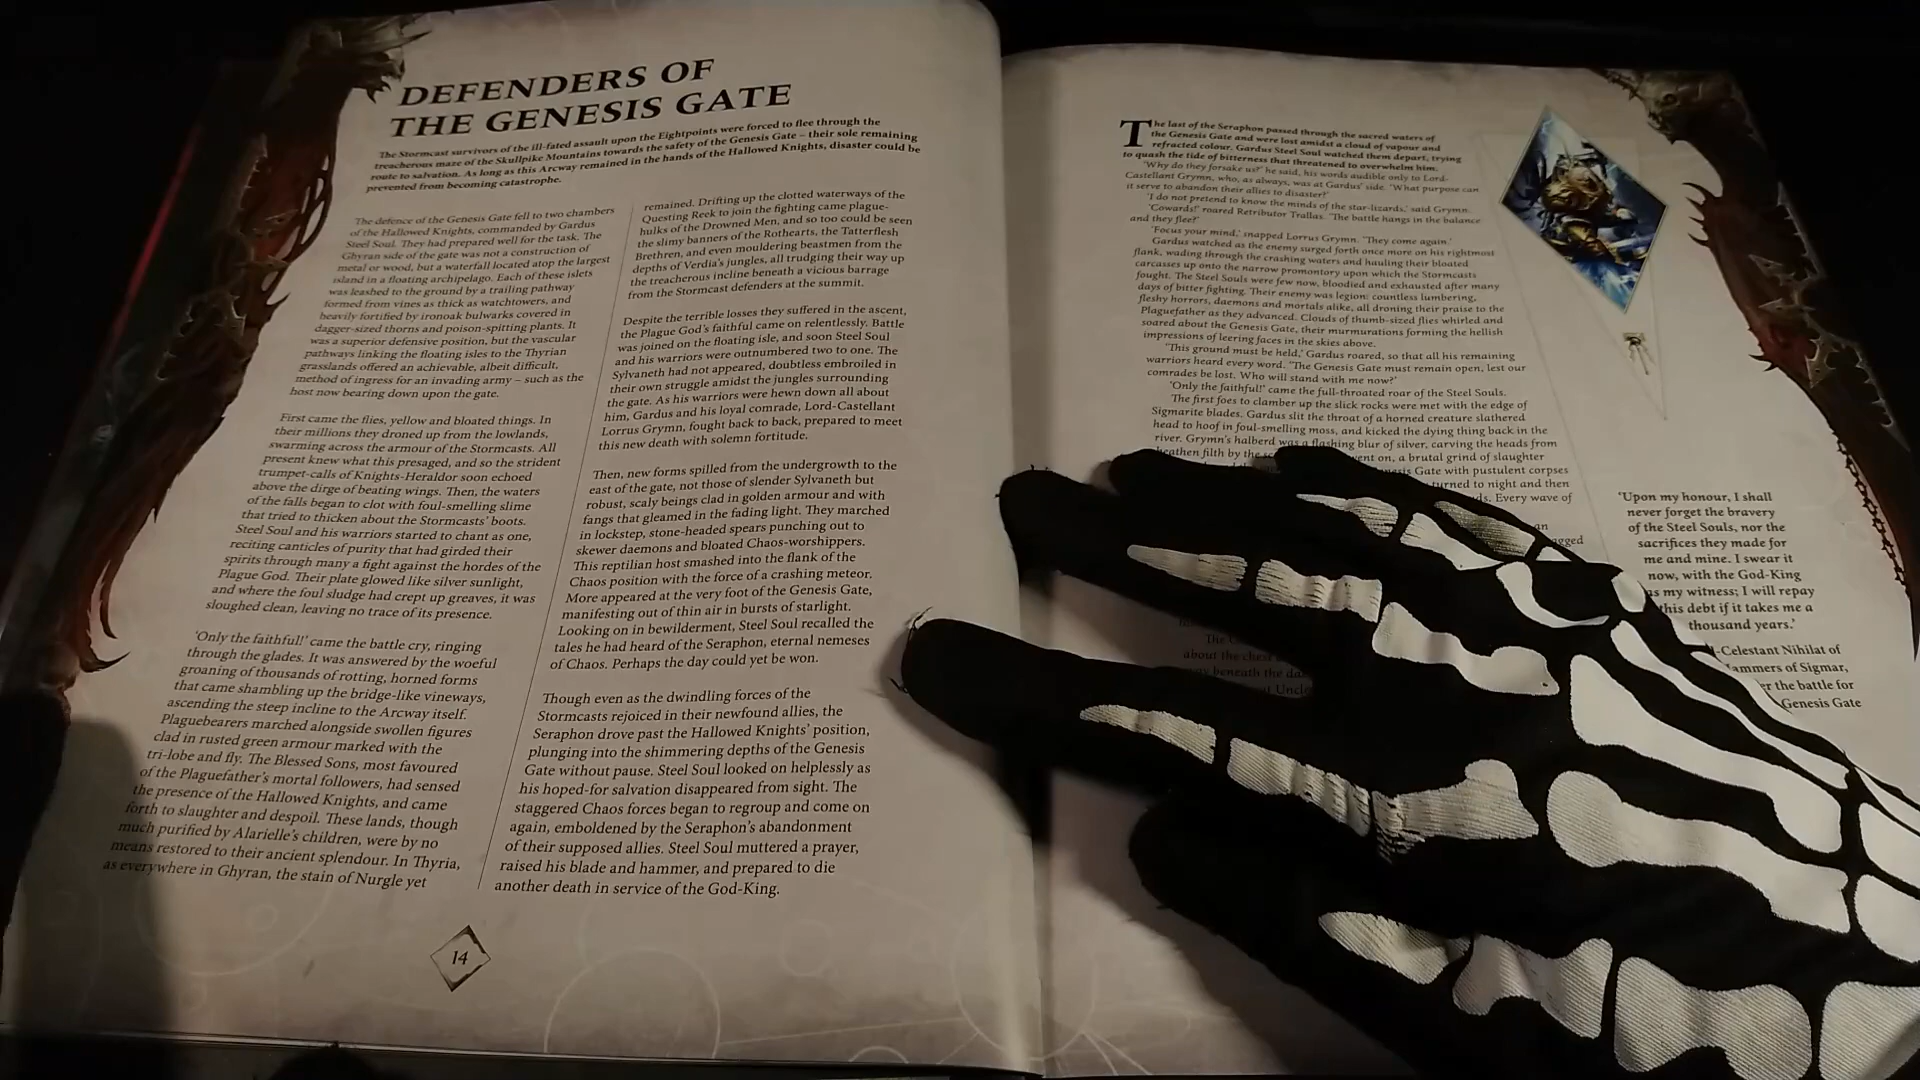 DEFENDERS OF
THE GENESIS GATE
The Stormcast survivors of the ill-fated assault upon the Eightpoints were forced to flee through the
treacherous maze of the Skullpike Mountains towards the safety of the Genesis Gate – their sole remaining
route to salvation. As long as this Arcway remained in the hands of the Hallowed Knights, disaster could be
prevented from becoming catastrophe.
The defence of the Genesis Gate fell to two chambers
of the Hallowed Knights, commanded by Gardus
Steel Soul. They had prepared well for the task. The
Ghyran side of the gate was not a construction of
metal or wood, but a waterfall located atop the largest
island in a floating archipelago. Each of these islets
was leashed to the ground by a trailing pathway
formed from vines as thick as watchtowers, and
heavily fortified by ironoak bulwarks covered in
dagger-sized thorns and poison-spitting plants. It
was a superior defensive position, but the vascular
pathways linking the floating isles to the Thyrian
grasslands offered an achievable, albeit difficult,
method of ingress for an invading army – such as the
host now bearing down upon the gate.
First came the flies, yellow and bloated things. In
their millions they droned up from the lowlands,
swarming across the armour of the Stormcasts. All
present knew what this presaged, and so the strident
trumpet-calls of Knights-Heraldor soon echoed
above the dirge of beating wings. Then, the waters
of the falls began to clot with foul-smelling slime
that tried to thicken about the Stormcasts' boots.
Steel Soul and his warriors started to chant as one,
reciting canticles of purity that had girded their
spirits through many a fight against the hordes of the
Plague God. Their plate glowed like silver sunlight,
and where the foul sludge had crept up greaves, it was
sloughed clean, leaving no trace of its presence.
'Only the faithful!' came the battle cry, ringing
through the glades. It was answered by the woeful
groaning of thousands of rotting, horned forms
that came shambling up the bridge-like vineways,
ascending the steep incline to the Arcway itself.
Plaguebearers marched alongside swollen figures
clad in rusted green armour marked with the
tri-lobe and fly. The Blessed Sons, most favoured
of the Plaguefather's mortal followers, had sensed
the presence of the Hallowed Knights, and came
forth to slaughter and despoil. These lands, though
much purified by Alarielle's children, were by no
means restored to their ancient splendour. In Thyria,
as everywhere in Ghyran, the stain of Nurgle yet
remained. Drifting up the clotted waterways of the
Questing Reek to join the fighting came plague-
hulks of the Drowned Men, and so too could be seen
the slimy banners of the Rothearts, the Tatterflesh
Brethren, and even mouldering beastmen from the
depths of Verdia's jungles, all trudging their way up
the treacherous incline beneath a vicious barrage
from the Stormcast defenders at the summit.
Despite the terrible losses they suffered in the ascent,
the Plague God's faithful came on relentlessly. Battle
was joined on the floating isle, and soon Steel Soul
and his warriors were outnumbered two to one. The
Sylvaneth had not appeared, doubtless embroiled in
their own struggle amidst the jungles surrounding
the gate. As his warriors were hewn down all about
him, Gardus and his loyal comrade, Lord-Castellant
Lorrus Grymn, fought back to back, prepared to meet
this new death with solemn fortitude.
Then, new forms spilled from the undergrowth to the
east of the gate, not those of slender Sylvaneth but
robust, scaly beings clad in golden armour and with
fangs that gleamed in the fading light. They marched
in lockstep, stone-headed spears punching out to
skewer daemons and bloated Chaos-worshippers.
This reptilian host smashed into the flank of the
Chaos position with the force of a crashing meteor.
More appeared at the very foot of the Genesis Gate,
manifesting out of thin air in bursts of starlight.
Looking on in bewilderment, Steel Soul recalled the
tales he had heard of the Seraphon, eternal nemeses
of Chaos. Perhaps the day could yet be won.
Though even as the dwindling forces of the
Stormcasts rejoiced in their newfound allies, the
Seraphon drove past the Hallowed Knights' position,
plunging into the shimmering depths of the Genesis
Gate without pause. Steel Soul looked on helplessly as
his hoped-for salvation disappeared from sight. The
staggered Chaos forces began to regroup and come on
again, emboldened by the Seraphon's abandonment
of their supposed allies. Steel Soul muttered a prayer,
raised his blade and hammer, and prepared to die
another death in service of the God-King.
14
The last of the Seraphon passed through the sacred waters of
the Genesis Gate and were lost amidst a cloud of vapour and
refracted colour. Gardus Steel Soul watched them depart, trying
to quash the tide of bitterness that threatened to overwhelm him.
'Why do they forsake us?' he said, his words audible only to Lord-
Castellant Grymn, who, as always, was at Gardus' side. 'What purpose can
it serve to abandon their allies to disaster?'
'I do not pretend to know the minds of the star-lizards,' said Grymn.
'Cowards!' roared Retributor Trallas. 'The battle hangs in the balance
and they flee?'
'Focus your mind,' snapped Lorrus Grymn. 'They come again.'
Gardus watched as the enemy surged forth once more on his rightmost
flank, wading through the crashing waters and hauling their bloated
carcasses up onto the narrow promontory upon which the Stormcasts
fought. The Steel Souls were few now, bloodied and exhausted after many
days of bitter fighting. Their enemy was legion: countless lumbering,
fleshy horrors, daemons and mortals alike, all droning their praise to the
Plaguefather as they advanced. Clouds of thumb-sized flies whirled and
soared about the Genesis Gate, their murmurations forming the hellish
impressions of leering faces in the skies above.
'This ground must be held,' Gardus roared, so that all his remaining
warriors heard every word. 'The Genesis Gate must remain open, lest our
comrades be lost. Who will stand with me now?'
'Only the faithful!' came the full-throated roar of the Steel Souls.
The first foes to clamber up the slick rocks were met with the edge of
Sigmarite blades. Gardus slit the throat of a horned creature slathered
head to hoof in foul-smelling moss, and kicked the dying thing back in the
river. Grymn's halberd was a flashing blur of silver, carving the heads from
heathen filth by the went on, a brutal grind of slaughter
Gate with pustulent corpses
turned to night and then
Every wave of
an
The
about the
beneath the
'Upon my honour, I shall
never forget the bravery
of the Steel Souls, nor the
sacrifices they made for
me and mine. I swear it
now, with the God-King
as my witness; I will repay
this debt if it takes me a
thousand years.'
-Celestant Nihilat of
Hammers of Sigmar,
the battle for
Genesis Gate